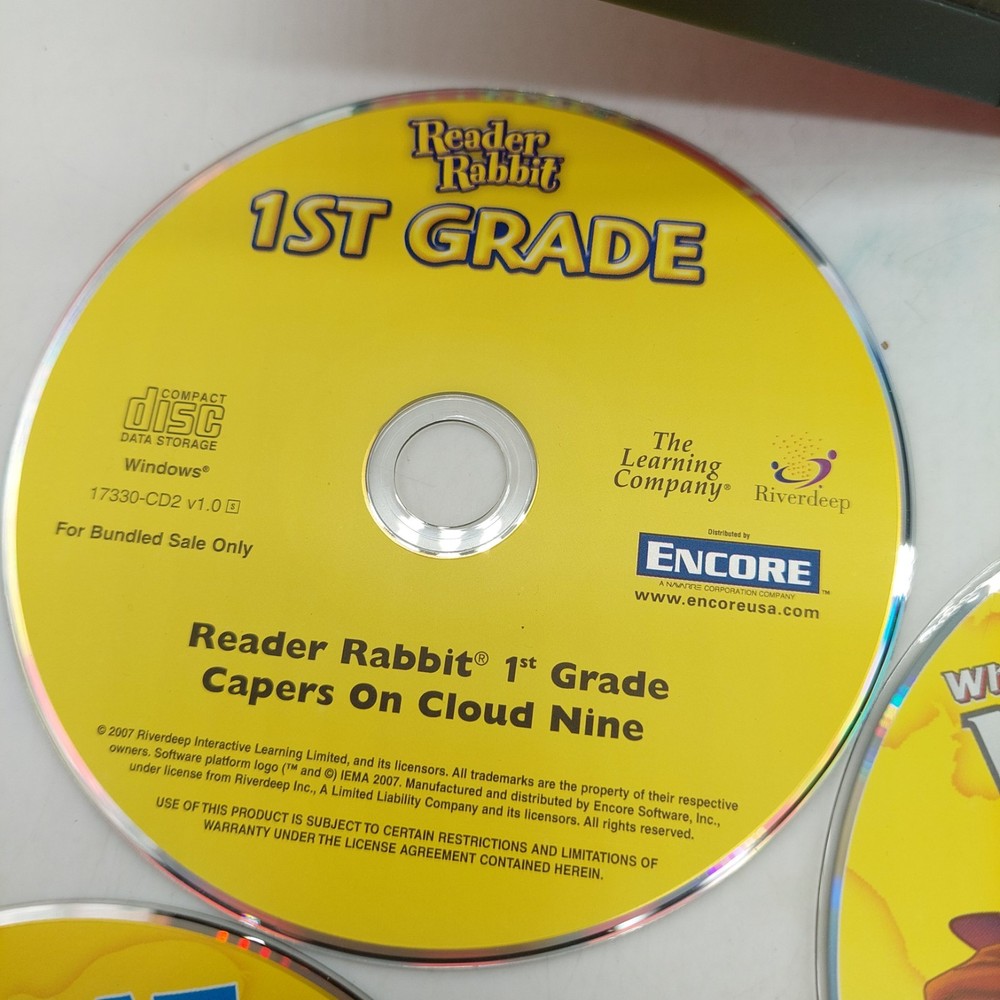 Reader
Rabbit
1ST GRADE
COMPACT
disc
DATA STORAGE
Windows®
17330-CD2 v1.0 S
For Bundled Sale Only
The
Learning
Company®
Riverdeep
Distributed by
ENCORE™
A NAVARRE CORPORATION COMPANY
www.encoreusa.com
Reader Rabbit® 1st Grade
Capers On Cloud Nine
© 2007 Riverdeep Interactive Learning Limited, and its licensors. All trademarks are the property of their respective
owners. Software platform logo (™ and ©) IEMA 2007. Manufactured and distributed by Encore Software, Inc.,
under license from Riverdeep Inc., A Limited Liability Company and its licensors. All rights reserved.
USE OF THIS PRODUCT IS SUBJECT TO CERTAIN RESTRICTIONS AND LIMITATIONS OF
WARRANTY UNDER THE LICENSE AGREEMENT CONTAINED HEREIN.